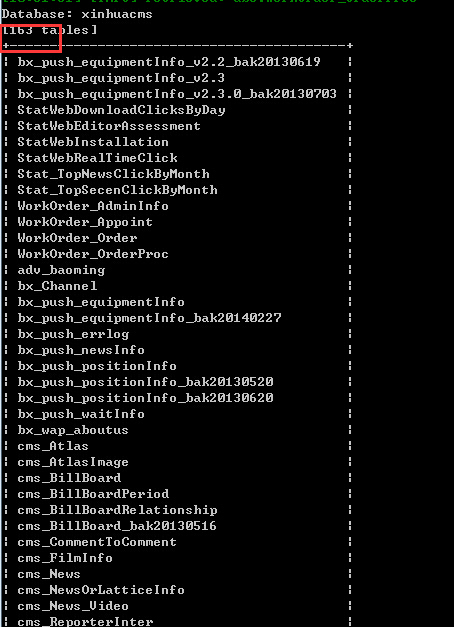 Database: xinhuacms
[163 tables]
+-----------------------------------------+
| bx_push_equipmentInfo_v2.2_bak20130619 |
| bx_push_equipmentInfo_v2.3 |
| bx_push_equipmentInfo_v2.3.0_bak20130703 |
| StatWebDownloadClicksByDay |
| StatWebEditorAssessment |
| StatWebInstallation |
| StatWebRealTimeClick |
| Stat_TopNewsClickByMonth |
| Stat_TopSecenClickByMonth |
| WorkOrder_AdminInfo |
| WorkOrder_Appoint |
| WorkOrder_Order |
| WorkOrder_OrderProc |
| adv_baoming |
| bx_Channel |
| bx_push_equipmentInfo |
| bx_push_equipmentInfo_bak20140227 |
| bx_push_errlog |
| bx_push_newsInfo |
| bx_push_positionInfo |
| bx_push_positionInfo_bak20130520 |
| bx_push_positionInfo_bak20130620 |
| bx_push_waitInfo |
| bx_wap_aboutus |
| cms_Atlas |
| cms_AtlasImage |
| cms_BillBoard |
| cms_BillBoardPeriod |
| cms_BillBoardRelationship |
| cms_BillBoard_bak20130516 |
| cms_CommentToComment |
| cms_FilmInfo |
| cms_News |
| cms_NewsOrLatticeInfo |
| cms_News_Video |
| cms_ReporterInter |